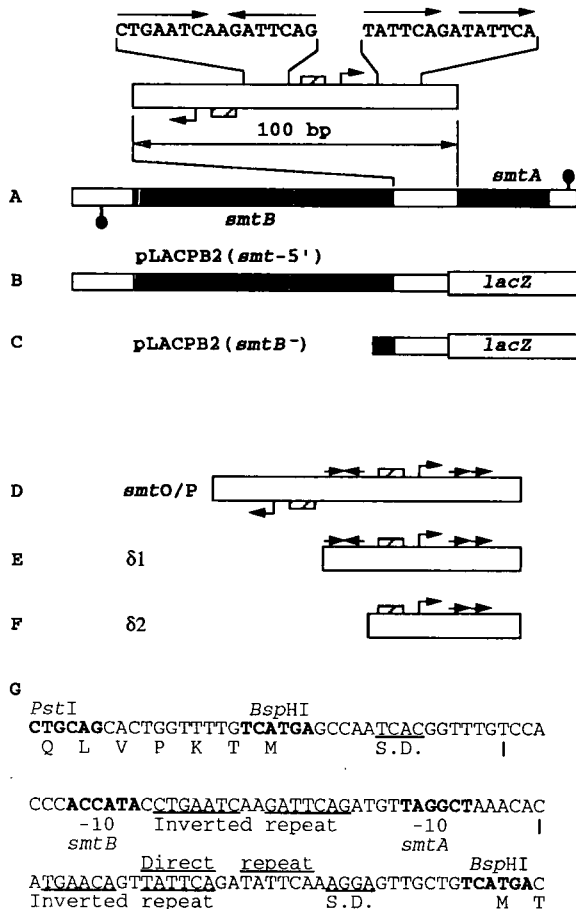 CTGAATCAAGATTCAG TATTCAGATATTCA
100 bp
smtA
A
smtB
pLACPB2(smt-5')
B lacZ
C pLACPB2(smtB⁻) lacZ
D smtO/P
E δ1
F δ2
G
PstI BspHI
CTGCAGCACTGGTTTTGTCATGAGCCAATCACGGTTTGTCCA
Q L V P K T M S.D.
CCCACCATACCTGAATCAAGATTCAGATGTTAGGCTAAACAC
-10 Inverted repeat -10
smtB smtA
Direct repeat BspHI
ATGAACAGTTATTCAGATATTCAAAGGAGTTGCTGTCATGAC
Inverted repeat S.D. M T